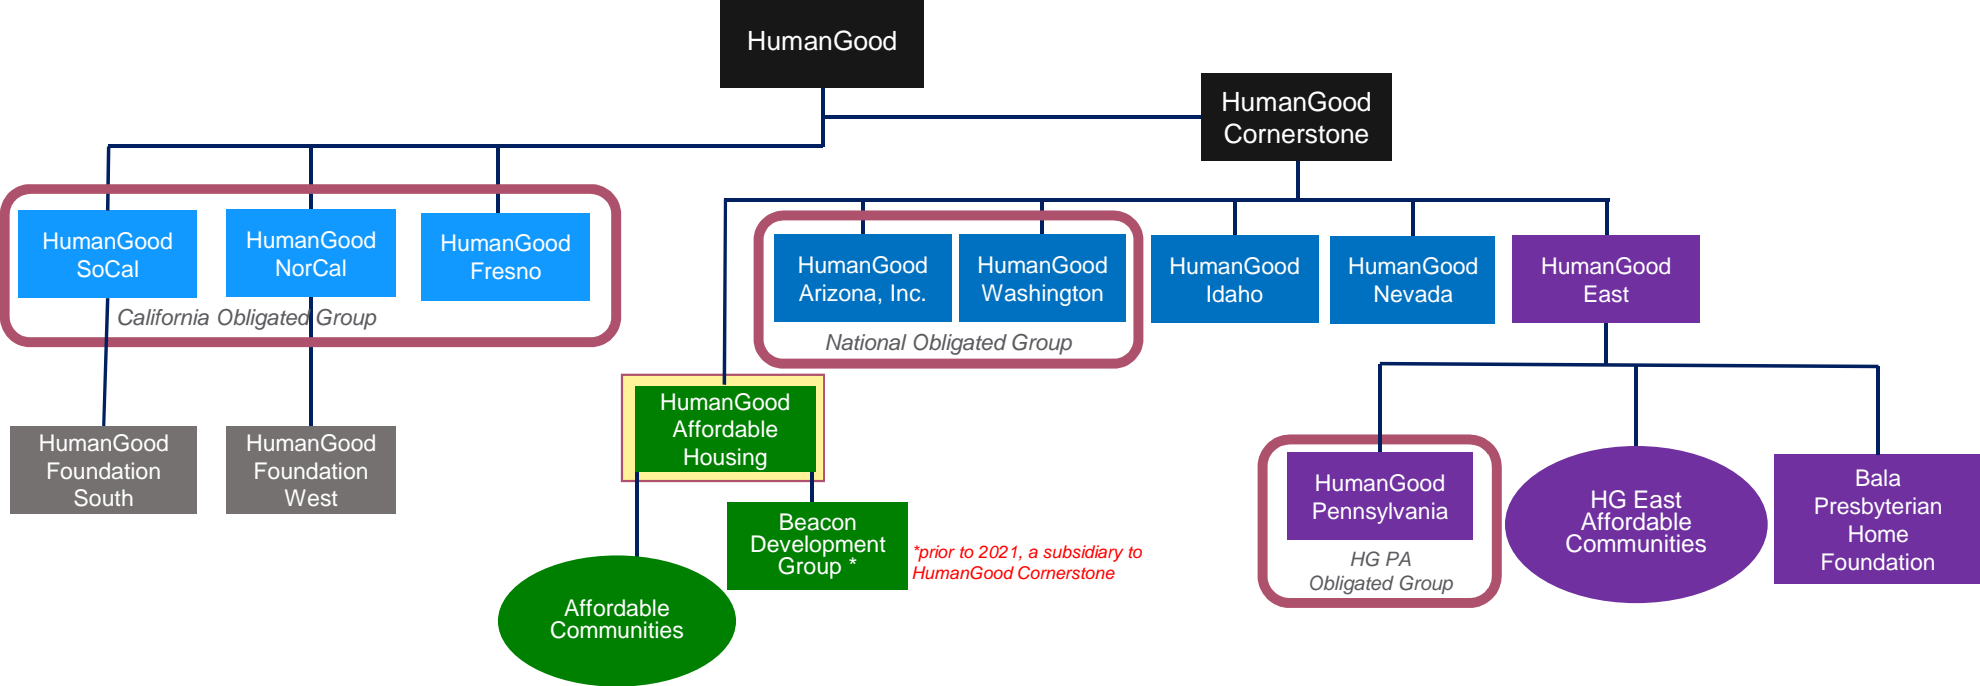 HumanGood
HumanGood
Cornerstone
HumanGood
SoCal
HumanGood
NorCal
HumanGood
Fresno
California Obligated Group
HumanGood
Arizona, Inc.
HumanGood
Washington
National Obligated Group
HumanGood
Idaho
HumanGood
Nevada
HumanGood
East
HumanGood
Foundation
South
HumanGood
Foundation
West
HumanGood
Affordable
Housing
Beacon
Development
Group *
*prior to 2021, a subsidiary to
HumanGood Cornerstone
Affordable
Communities
HumanGood
Pennsylvania
HG PA
Obligated Group
HG East
Affordable
Communities
Bala
Presbyterian
Home
Foundation